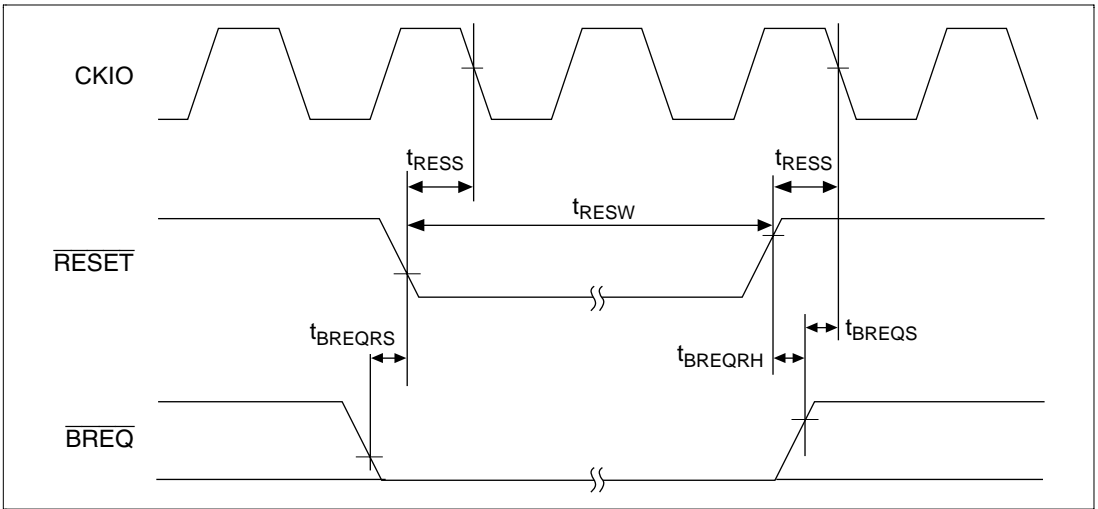 CKIO
tRESS tRESS
tRESW
RESET
tBREQRS tBREQRH tBREQS
BREQ